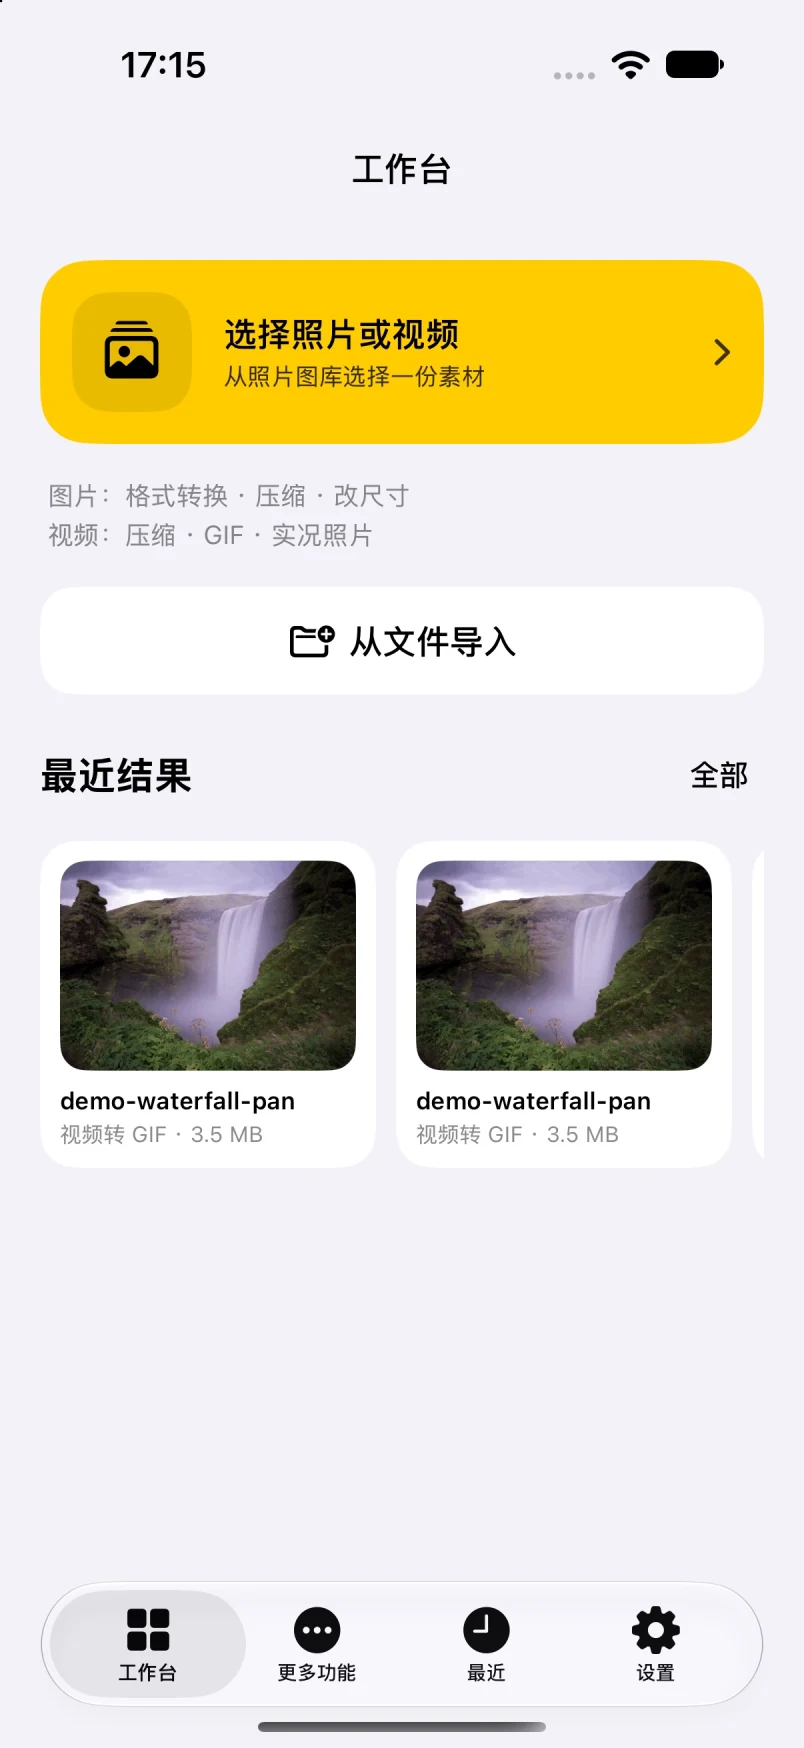 17:15
工作台
选择照片或视频
从照片图库选择一份素材
图片：格式转换 · 压缩 · 改尺寸
视频：压缩 · GIF · 实况照片
从文件导入
最近结果
全部
demo-waterfall-pan
视频转 GIF · 3.5 MB
demo-waterfall-pan
视频转 GIF · 3.5 MB
工作台
更多功能
最近
设置